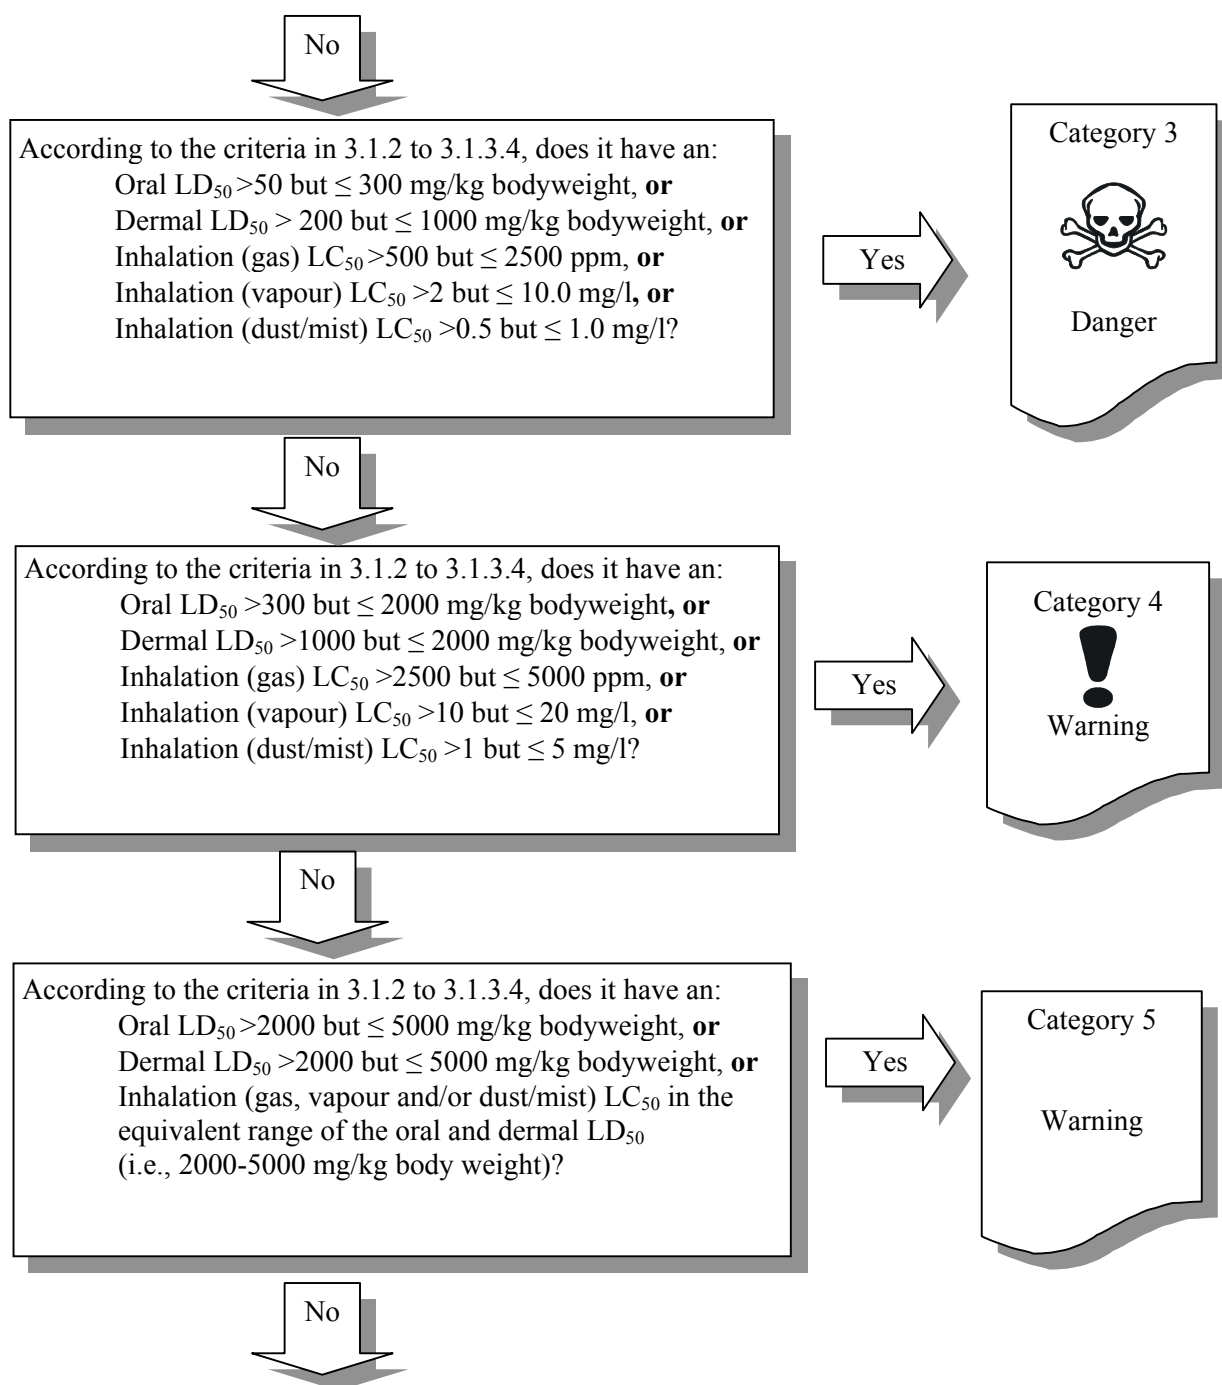 No
According to the criteria in 3.1.2 to 3.1.3.4, does it have an:
Oral LD50 >50 but ≤ 300 mg/kg bodyweight, or
Dermal LD50 > 200 but ≤ 1000 mg/kg bodyweight, or
Inhalation (gas) LC50 >500 but ≤ 2500 ppm, or
Inhalation (vapour) LC50 >2 but ≤ 10.0 mg/l, or
Inhalation (dust/mist) LC50 >0.5 but ≤ 1.0 mg/l?
Yes
Category 3
Danger
No
According to the criteria in 3.1.2 to 3.1.3.4, does it have an:
Oral LD50 >300 but ≤ 2000 mg/kg bodyweight, or
Dermal LD50 >1000 but ≤ 2000 mg/kg bodyweight, or
Inhalation (gas) LC50 >2500 but ≤ 5000 ppm, or
Inhalation (vapour) LC50 >10 but ≤ 20 mg/l, or
Inhalation (dust/mist) LC50 >1 but ≤ 5 mg/l?
Yes
Category 4
Warning
No
According to the criteria in 3.1.2 to 3.1.3.4, does it have an:
Oral LD50 >2000 but ≤ 5000 mg/kg bodyweight, or
Dermal LD50 >2000 but ≤ 5000 mg/kg bodyweight, or
Inhalation (gas, vapour and/or dust/mist) LC50 in the
equivalent range of the oral and dermal LD50
(i.e., 2000-5000 mg/kg body weight)?
Yes
Category 5
Warning
No